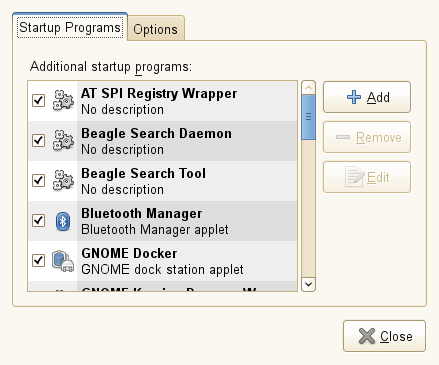 Startup Programs
Options
Additional startup programs:
AT SPI Registry Wrapper
No description
Beagle Search Daemon
No description
Beagle Search Tool
No description
Bluetooth Manager
Bluetooth Manager applet
GNOME Docker
GNOME dock station applet
Add
Remove
Edit
Close